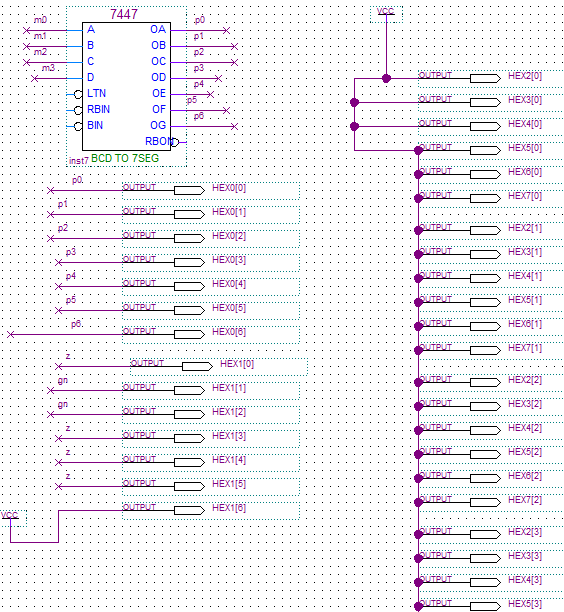 7447
m0 A OA p0
m1 B OB p1
m2 C OC p2
m3 D OD p3
LTN OE p4
RBIN OF p5
BIN OG p6
RBON
inst7 BCD TO 7SEG
p0 OUTPUT HEX0[0]
p1 OUTPUT HEX0[1]
p2 OUTPUT HEX0[2]
p3 OUTPUT HEX0[3]
p4 OUTPUT HEX0[4]
p5 OUTPUT HEX0[5]
p6 OUTPUT HEX0[6]
z OUTPUT HEX1[0]
gn OUTPUT HEX1[1]
gn OUTPUT HEX1[2]
z OUTPUT HEX1[3]
z OUTPUT HEX1[4]
z OUTPUT HEX1[5]
VCC OUTPUT HEX1[6]
VCC
OUTPUT HEX2[0]
OUTPUT HEX3[0]
OUTPUT HEX4[0]
OUTPUT HEX5[0]
OUTPUT HEX6[0]
OUTPUT HEX7[0]
OUTPUT HEX2[1]
OUTPUT HEX3[1]
OUTPUT HEX4[1]
OUTPUT HEX5[1]
OUTPUT HEX6[1]
OUTPUT HEX7[1]
OUTPUT HEX2[2]
OUTPUT HEX3[2]
OUTPUT HEX4[2]
OUTPUT HEX5[2]
OUTPUT HEX6[2]
OUTPUT HEX7[2]
OUTPUT HEX2[3]
OUTPUT HEX3[3]
OUTPUT HEX4[3]
OUTPUT HEX5[3]